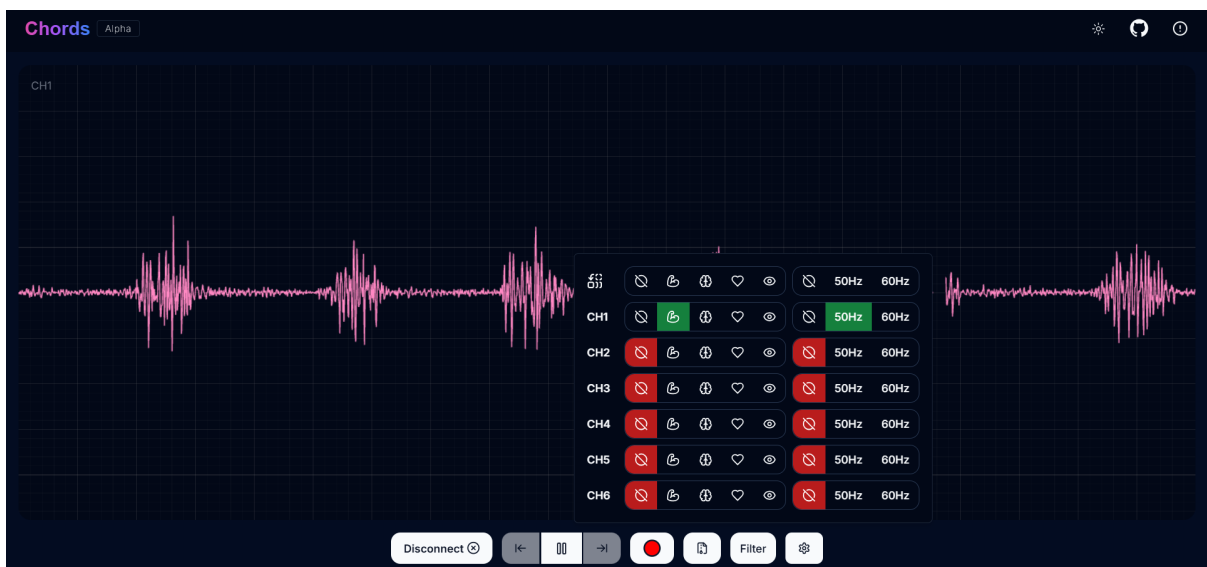 Chords Alpha
CH1
50Hz 60Hz
CH1 50Hz 60Hz
CH2 50Hz 60Hz
CH3 50Hz 60Hz
CH4 50Hz 60Hz
CH5 50Hz 60Hz
CH6 50Hz 60Hz
Disconnect Filter